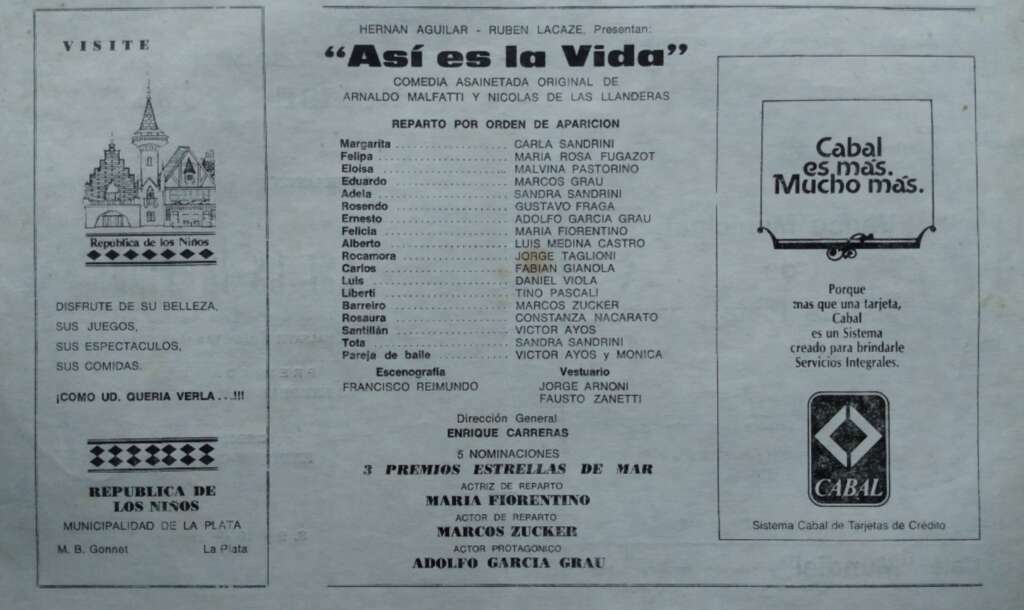 VISITE
Republica de los Niños
DISFRUTE DE SU BELLEZA,
SUS JUEGOS,
SUS ESPECTACULOS,
SUS COMIDAS.
¡COMO UD. QUERIA VERLA...!!!
REPUBLICA DE
LOS NIÑOS
MUNICIPALIDAD DE LA PLATA
M. B. Gonnet La Plata
HERNAN AGUILAR - RUBEN LACAZE, Presentan:
"Así es la Vida"
COMEDIA ASAINETADA ORIGINAL DE
ARNALDO MALFATTI Y NICOLAS DE LAS LLANDERAS
REPARTO POR ORDEN DE APARICION
Margarita CARLA SANDRINI
Felipa MARIA ROSA FUGAZOT
Eloisa MALVINA PASTORINO
Eduardo MARCOS GRAU
Adela SANDRA SANDRINI
Rosendo GUSTAVO FRAGA
Ernesto ADOLFO GARCIA GRAU
Felicia MARIA FIORENTINO
Alberto LUIS MEDINA CASTRO
Rocamora JORGE TAGLIONI
Carlos FABIAN GIANOLA
Luis DANIEL VIOLA
Liberti TINO PASCALI
Barreiro MARCOS ZUCKER
Rosaura CONSTANZA NACARATO
Santillán VICTOR AYOS
Tota SANDRA SANDRINI
Pareja de baile VICTOR AYOS y MONICA
Escenografía Vestuario
FRANCISCO REIMUNDO JORGE ARNONI
FAUSTO ZANETTI
Dirección General
ENRIQUE CARRERAS
5 NOMINACIONES
3 PREMIOS ESTRELLAS DE MAR
ACTRIZ DE REPARTO
MARIA FIORENTINO
ACTOR DE REPARTO
MARCOS ZUCKER
ACTOR PROTAGONICO
ADOLFO GARCIA GRAU
Cabal
es más.
Mucho más.
Porque
mas que una tarjeta,
Cabal
es un Sistema
creado para brindarle
Servicios Integrales.
CABAL
Sistema Cabal de Tarjetas de Crédito